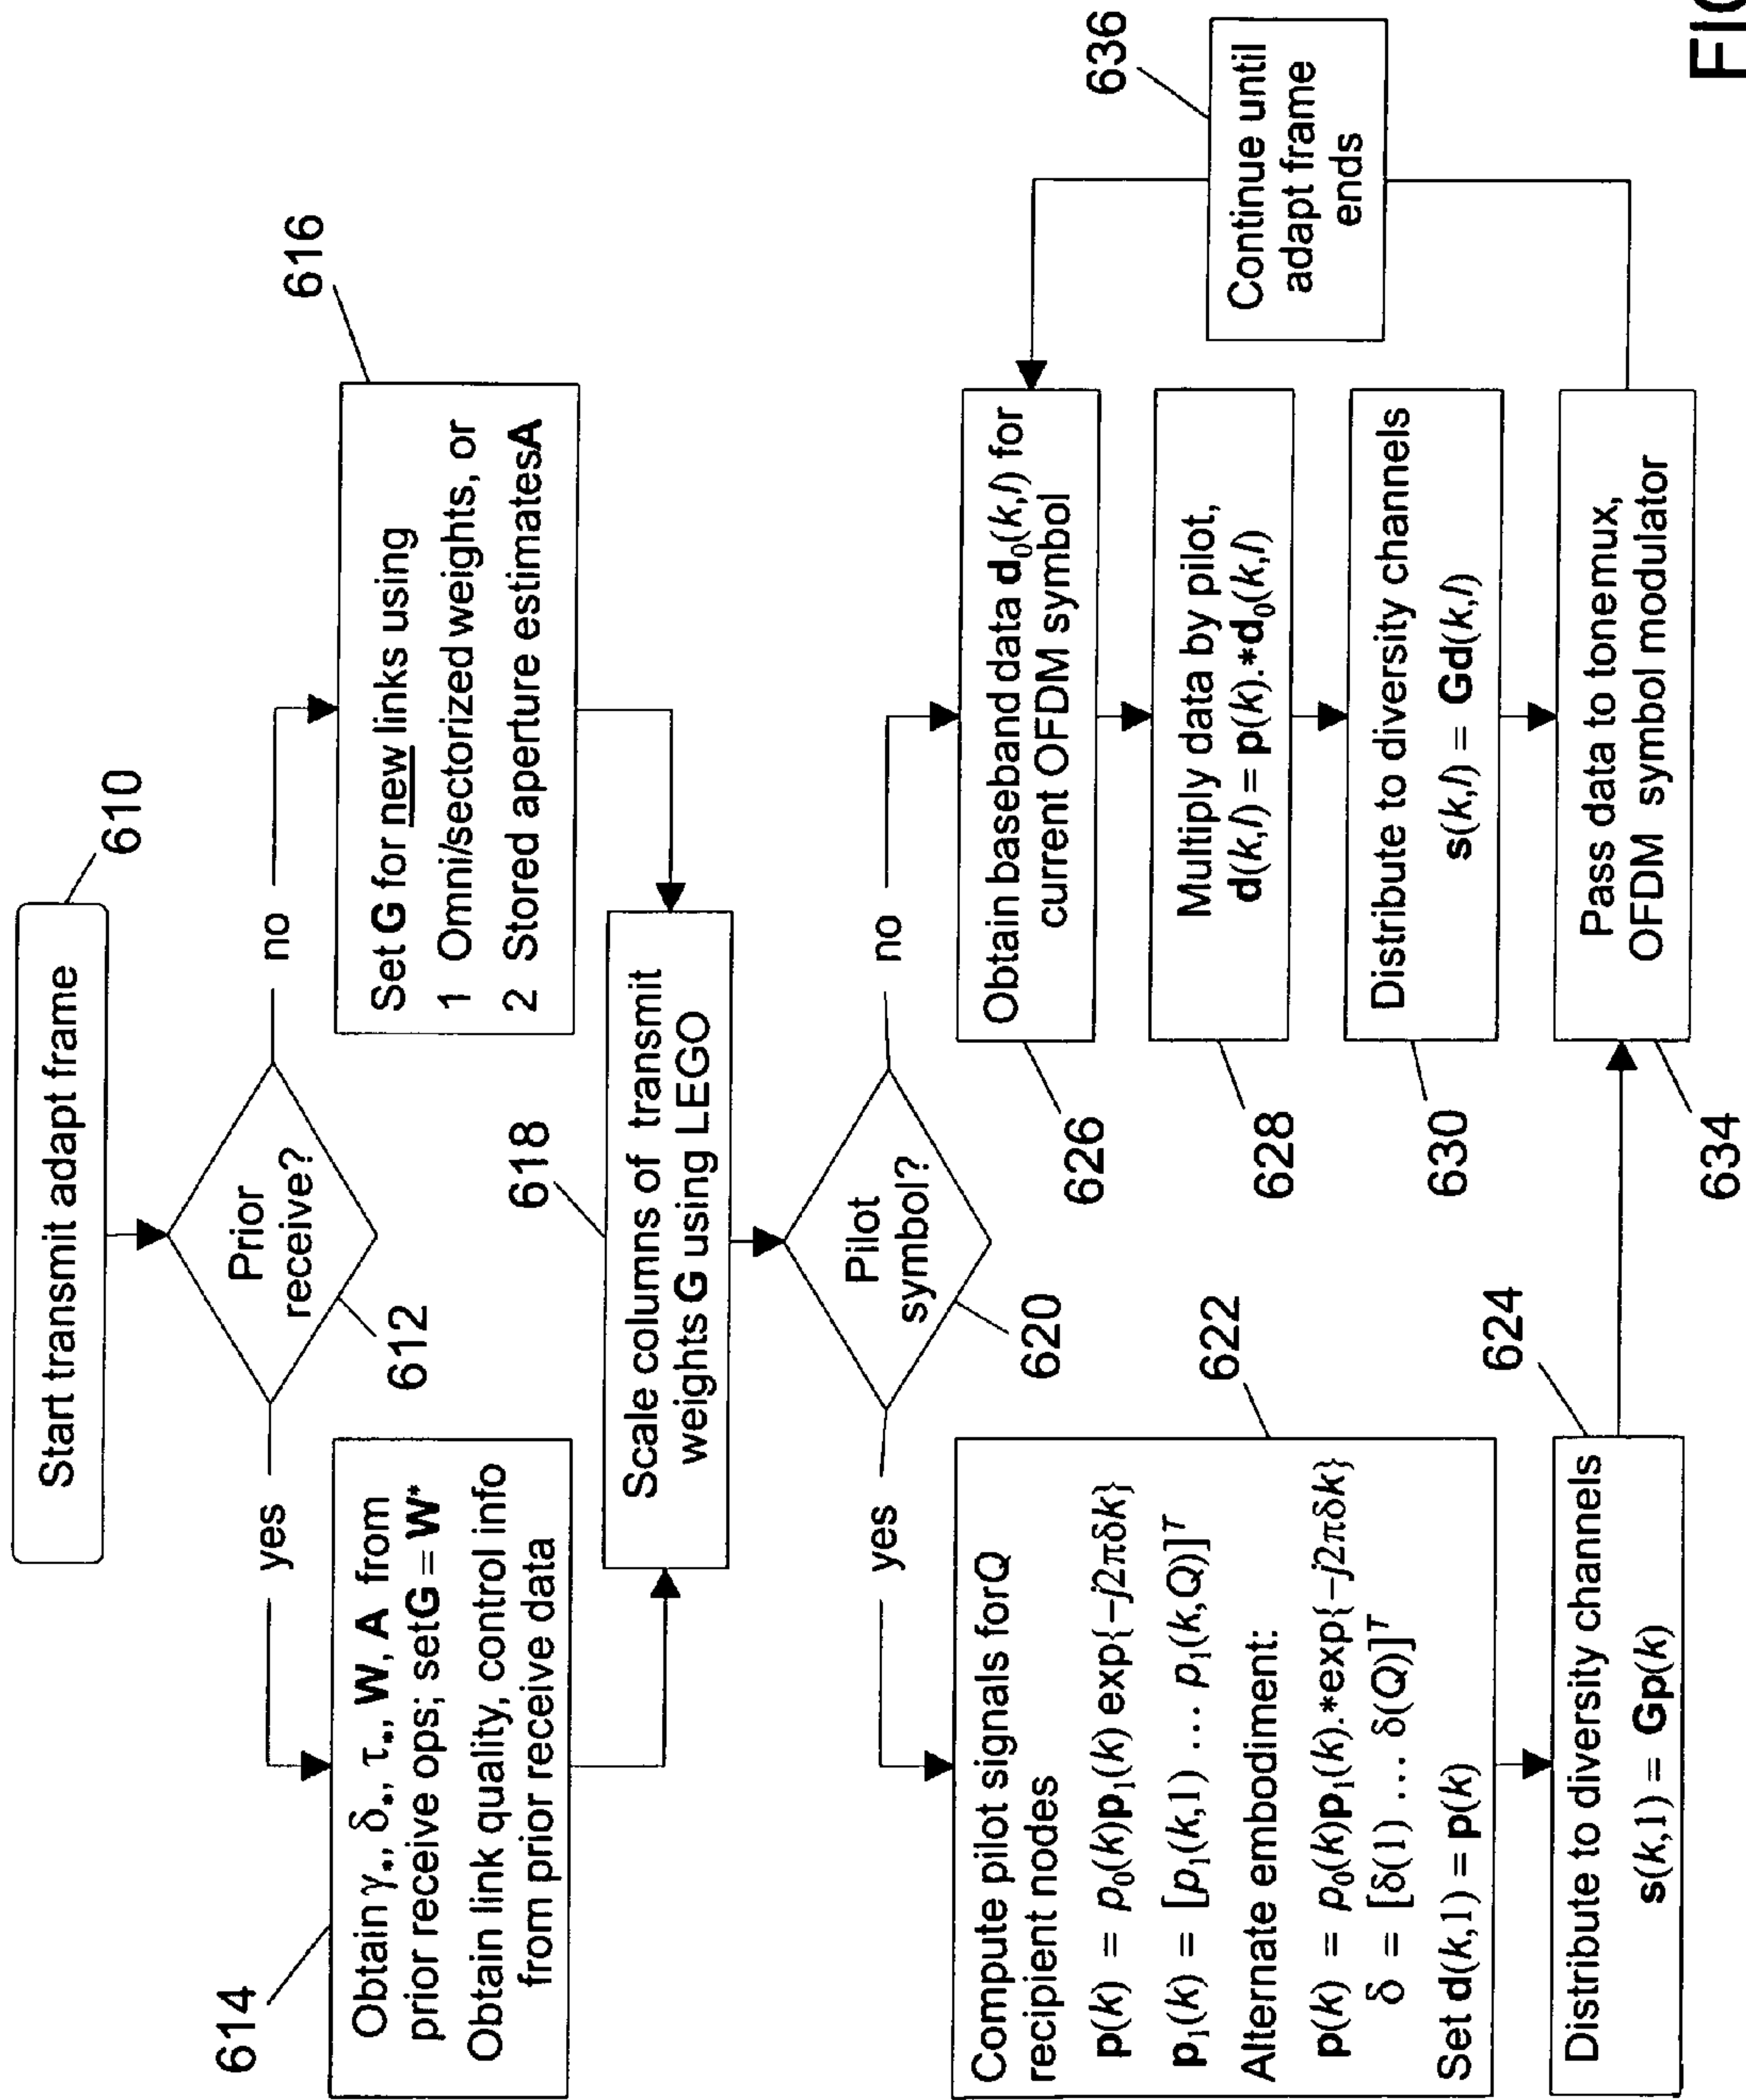 Start transmit adapt frame
610
Prior
receive?
612
yes
no
614
Obtain γ*, δ*, τ*, W, A from
prior receive ops; setG = W*
Obtain link quality, control info
from prior receive data
616
Set G for new links using
1 Omni/sectorized weights, or
2 Stored aperture estimatesA
618
Scale columns of transmit
weights G using LEGO
Pilot
symbol?
620
yes
no
622
Compute pilot signals forQ
recipient nodes
p(k) = p₀(k)p₁(k) exp{−j2πδk}
p₁(k) = [p₁(k,1) … p₁(k,Q)]ᵀ
Alternate embodiment:
p(k) = p₀(k)p₁(k).*exp{−j2πδk}
δ = [δ(1) … δ(Q)]ᵀ
Set d(k,1) = p(k)
624
Distribute to diversity channels
s(k,1) = Gp(k)
Obtain baseband data d₀(k,l) for
current OFDM symbol
626
Multiply data by pilot,
d(k,l) = p(k).*d₀(k,l)
628
Distribute to diversity channels
s(k,l) = Gd(k,l)
630
Pass data to tonemux,
OFDM symbol modulator
634
636
Continue until
adapt frame
ends